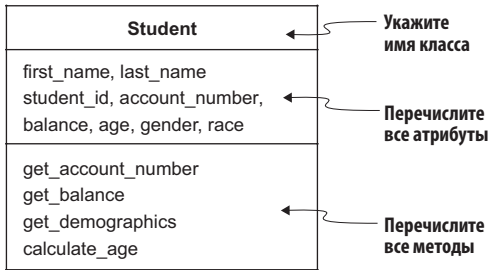 Student
Укажите
имя класса
first_name, last_name
student_id, account_number,
balance, age, gender, race
Перечислите
все атрибуты
get_account_number
get_balance
get_demographics
calculate_age
Перечислите
все методы